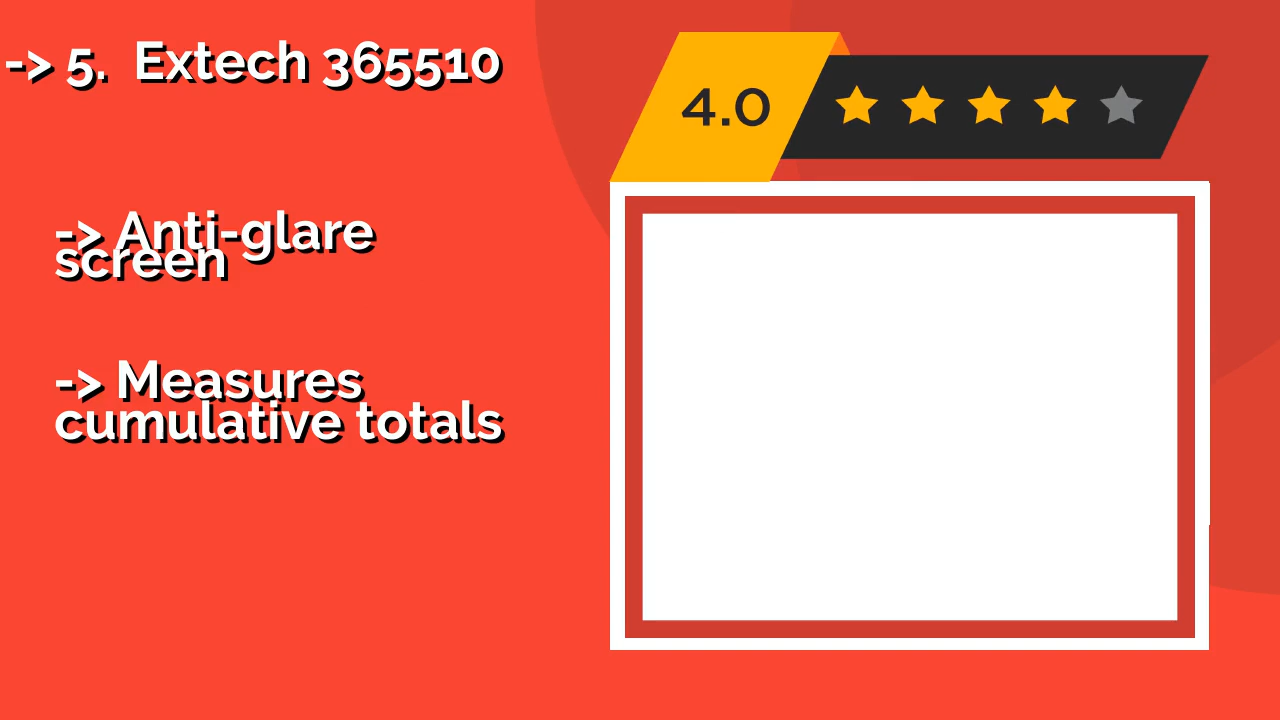 -> 5.  Extech 365510
4.0
-> Anti-glare
screen
-> Measures
cumulative totals